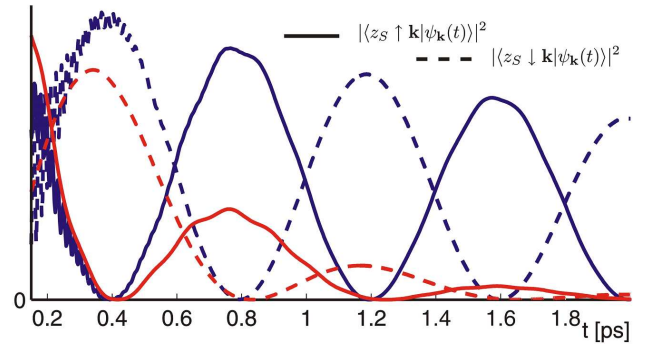 |⟨z_S ↑ k|ψ_k(t)⟩|²
|⟨z_S ↓ k|ψ_k(t)⟩|²
0
0.2 0.4 0.6 0.8 1 1.2 1.4 1.6 1.8
t [ps]